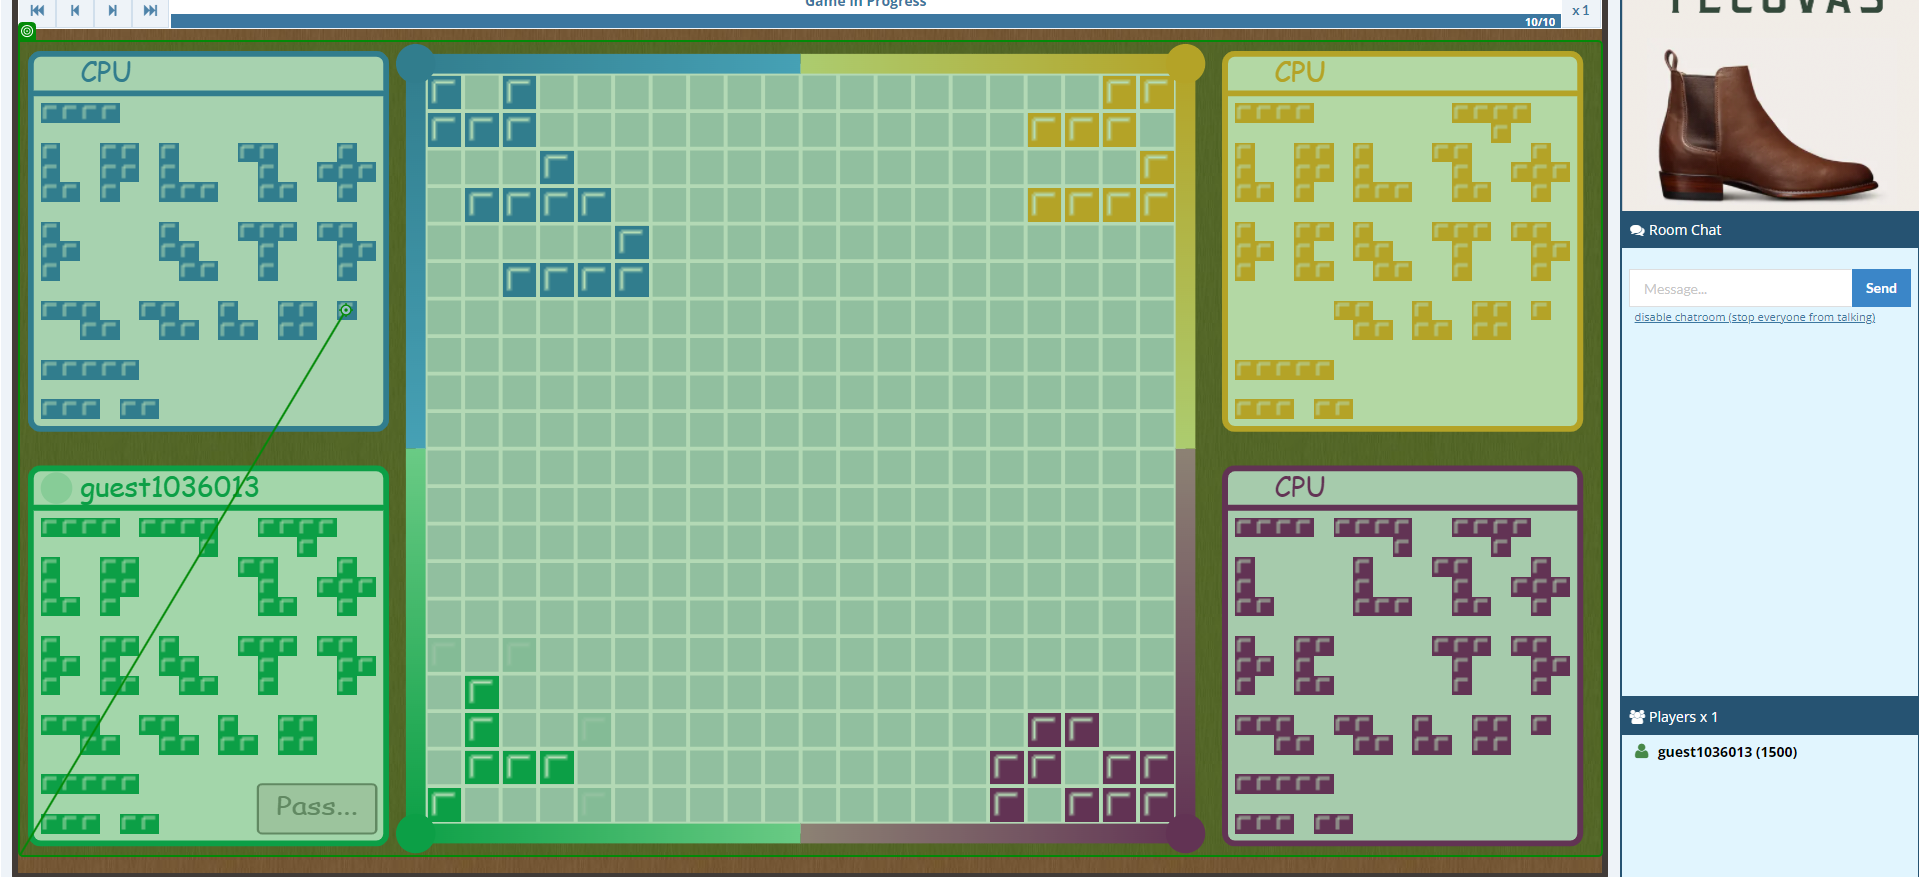 Game in Progress
x 1
10/10
TECOVAS
CPU
CPU
Room Chat
Message...
Send
disable chatroom (stop everyone from talking)
guest1036013
CPU
Pass...
Players x 1
guest1036013 (1500)